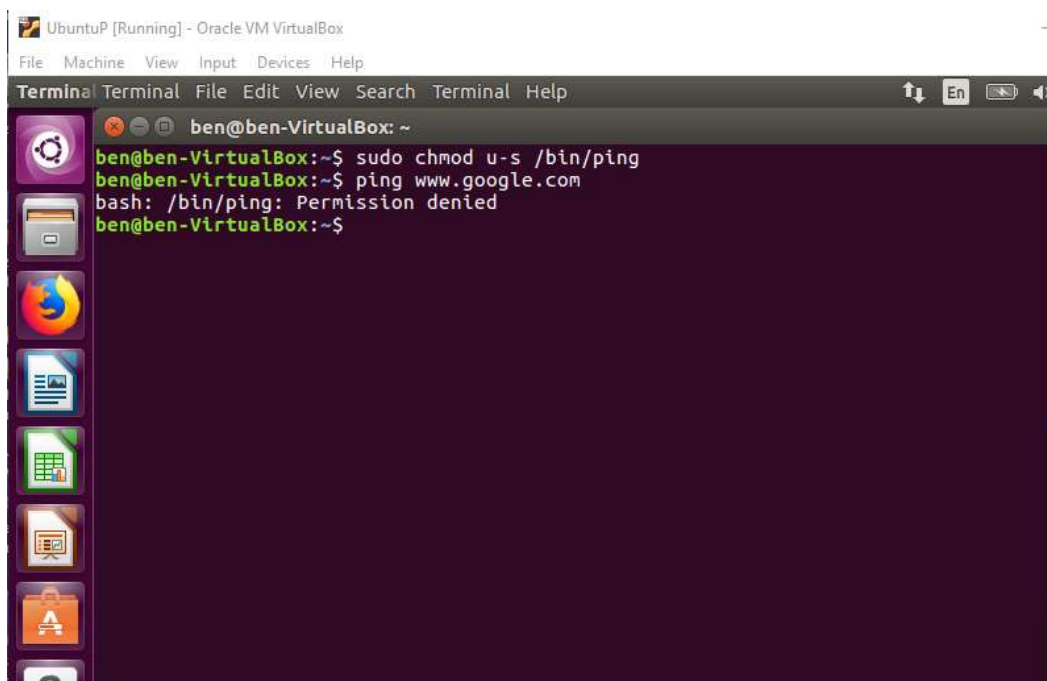 UbuntuP [Running] - Oracle VM VirtualBox
File Machine View Input Devices Help
Termina Terminal File Edit View Search Terminal Help En
ben@ben-VirtualBox: ~
ben@ben-VirtualBox:~$ sudo chmod u-s /bin/ping
ben@ben-VirtualBox:~$ ping www.google.com
bash: /bin/ping: Permission denied
ben@ben-VirtualBox:~$